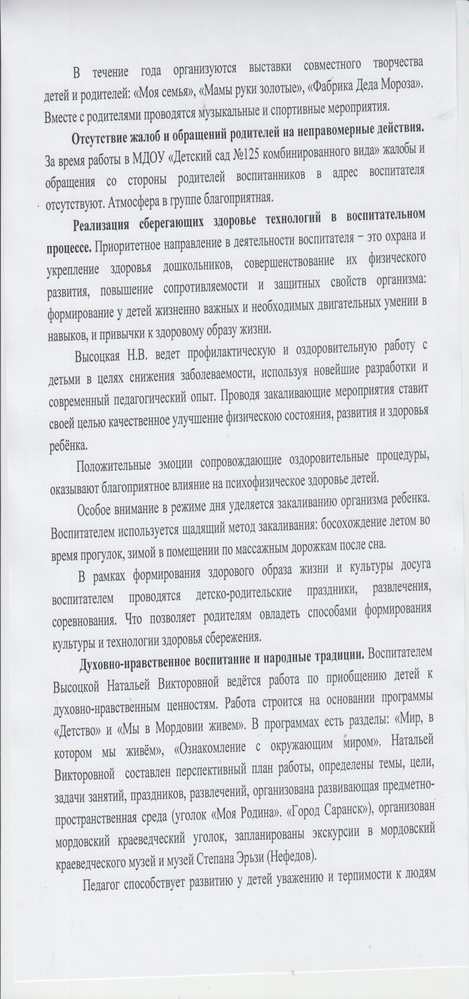 В течение года организуются выставки совместного творчества
детей и родителей: «Моя семья», «Мамы руки золотые», «Фабрика Деда Мороза».
Вместе с родителями проводятся музыкальные и спортивные мероприятия.
Отсутствие жалоб и обращений родителей на неправомерные действия.
За время работы в МДОУ «Детский сад №125 комбинированного вида» жалобы и
обращения со стороны родителей воспитанников в адрес воспитателя
отсутствуют. Атмосфера в группе благоприятная.
Реализация сберегающих здоровье технологий в воспитательном
процессе. Приоритетное направление в деятельности воспитателя – это охрана и
укрепление здоровья дошкольников, совершенствование их физического
развития, повышение сопротивляемости и защитных свойств организма:
формирование у детей жизненно важных и необходимых двигательных умении в
навыков, и привычки к здоровому образу жизни.
Высоцкая Н.В. ведет профилактическую и оздоровительную работу с
детьми в целях снижения заболеваемости, используя новейшие разработки и
современный педагогический опыт. Проводя закаливающие мероприятия ставит
своей целью качественное улучшение физическою состояния, развития и здоровья
ребёнка.
Положительные эмоции сопровождающие оздоровительные процедуры,
оказывают благоприятное влияние на психофизическое здоровье детей.
Особое внимание в режиме дня уделяется закаливанию организма ребенка.
Воспитателем используется щадящий метод закаливания: босохождение летом во
время прогулок, зимой в помещении по массажным дорожкам после сна.
В рамках формирования здорового образа жизни и культуры досуга
воспитателем проводятся детско-родительские праздники, развлечения,
соревнования. Что позволяет родителям овладеть способами формирования
культуры и технологии здоровья сбережения.
Духовно-нравственное воспитание и народные традиции. Воспитателем
Высоцкой Натальей Викторовной ведётся работа по приобщению детей к
духовно-нравственным ценностям. Работа строится на основании программы
«Детство» и «Мы в Мордовии живем». В программах есть разделы: «Мир, в
котором мы живём», «Ознакомление с окружающим миром». Натальей
Викторовной составлен перспективный план работы, определены темы, цели,
задачи занятий, праздников, развлечений, организована развивающая предметно-
пространственная среда (уголок «Моя Родина». «Город Саранск»), организован
мордовский краеведческий уголок, запланированы экскурсии в мордовский
краеведческого музей и музей Степана Эрьзи (Нефедов).
Педагог способствует развитию у детей уважению и терпимости к людям